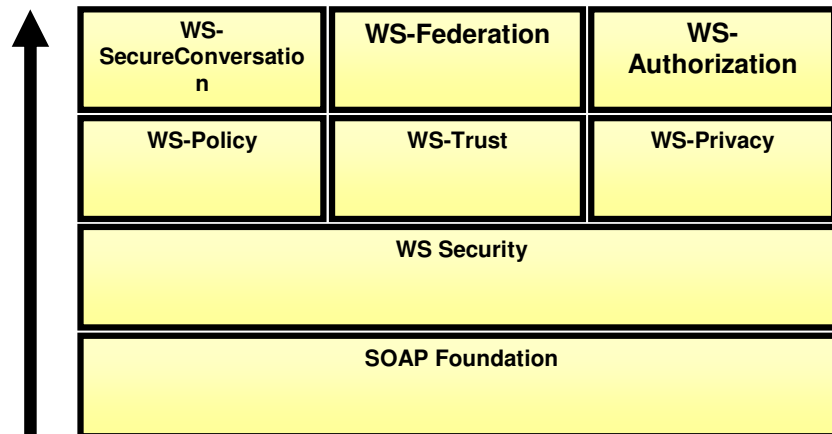 WS-
SecureConversatio
n
WS-Federation
WS-
Authorization
WS-Policy
WS-Trust
WS-Privacy
WS Security
SOAP Foundation